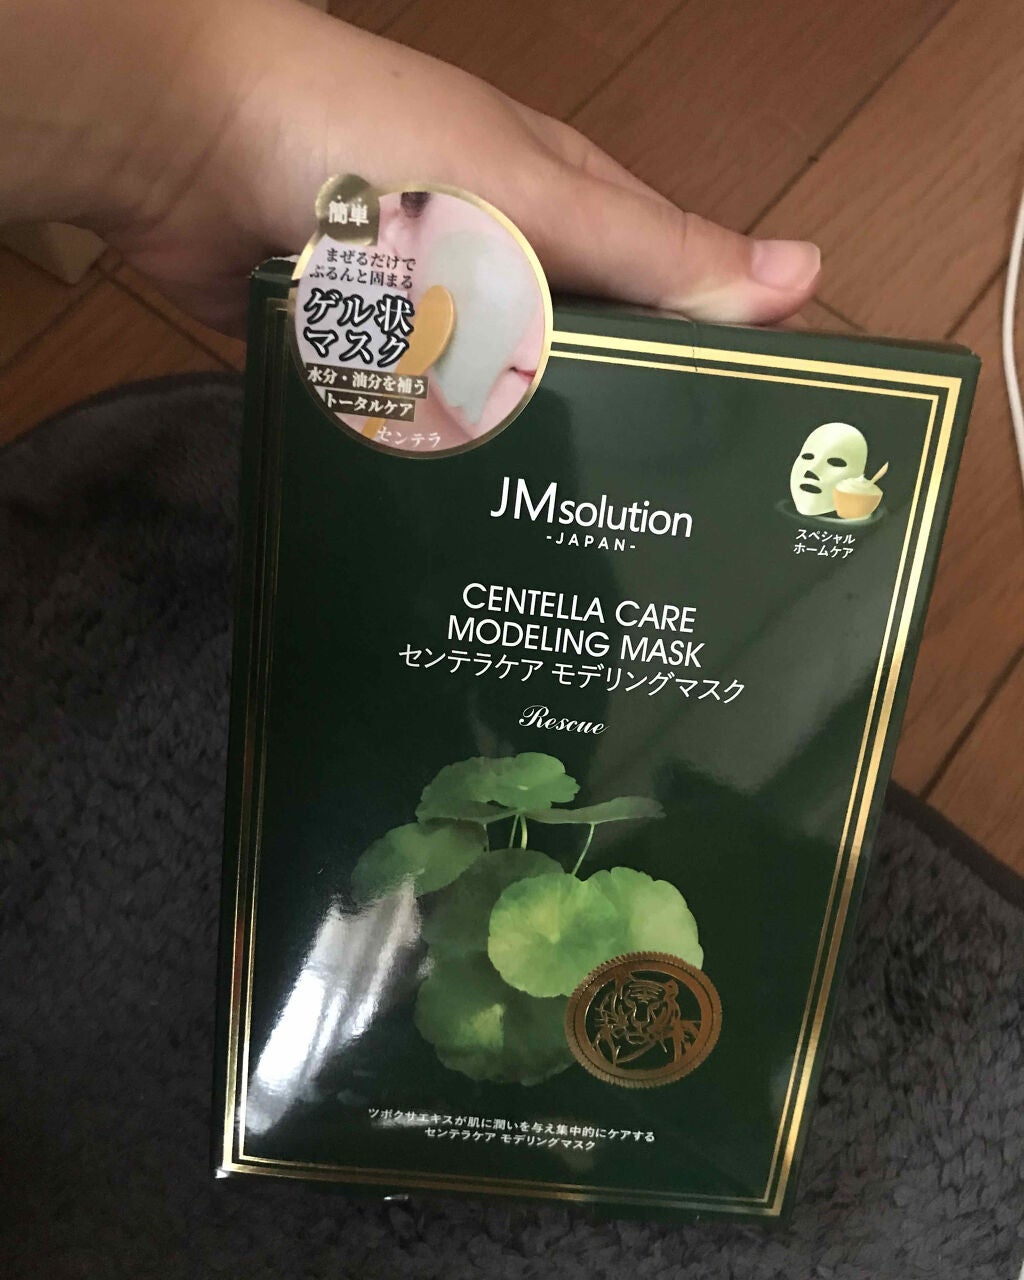 簡単
まぜるだけで
ぷるんと固まる
ゲル状
マスク
水分・油分を補う
トータルケア
センテラ
JMsolution
-JAPAN-
スペシャル
ホームケア
CENTELLA CARE
MODELING MASK
センテラケア モデリングマスク
Rescue
ツボクサエキスが肌に潤いを与え集中的にケアする
センテラケア モデリングマスク